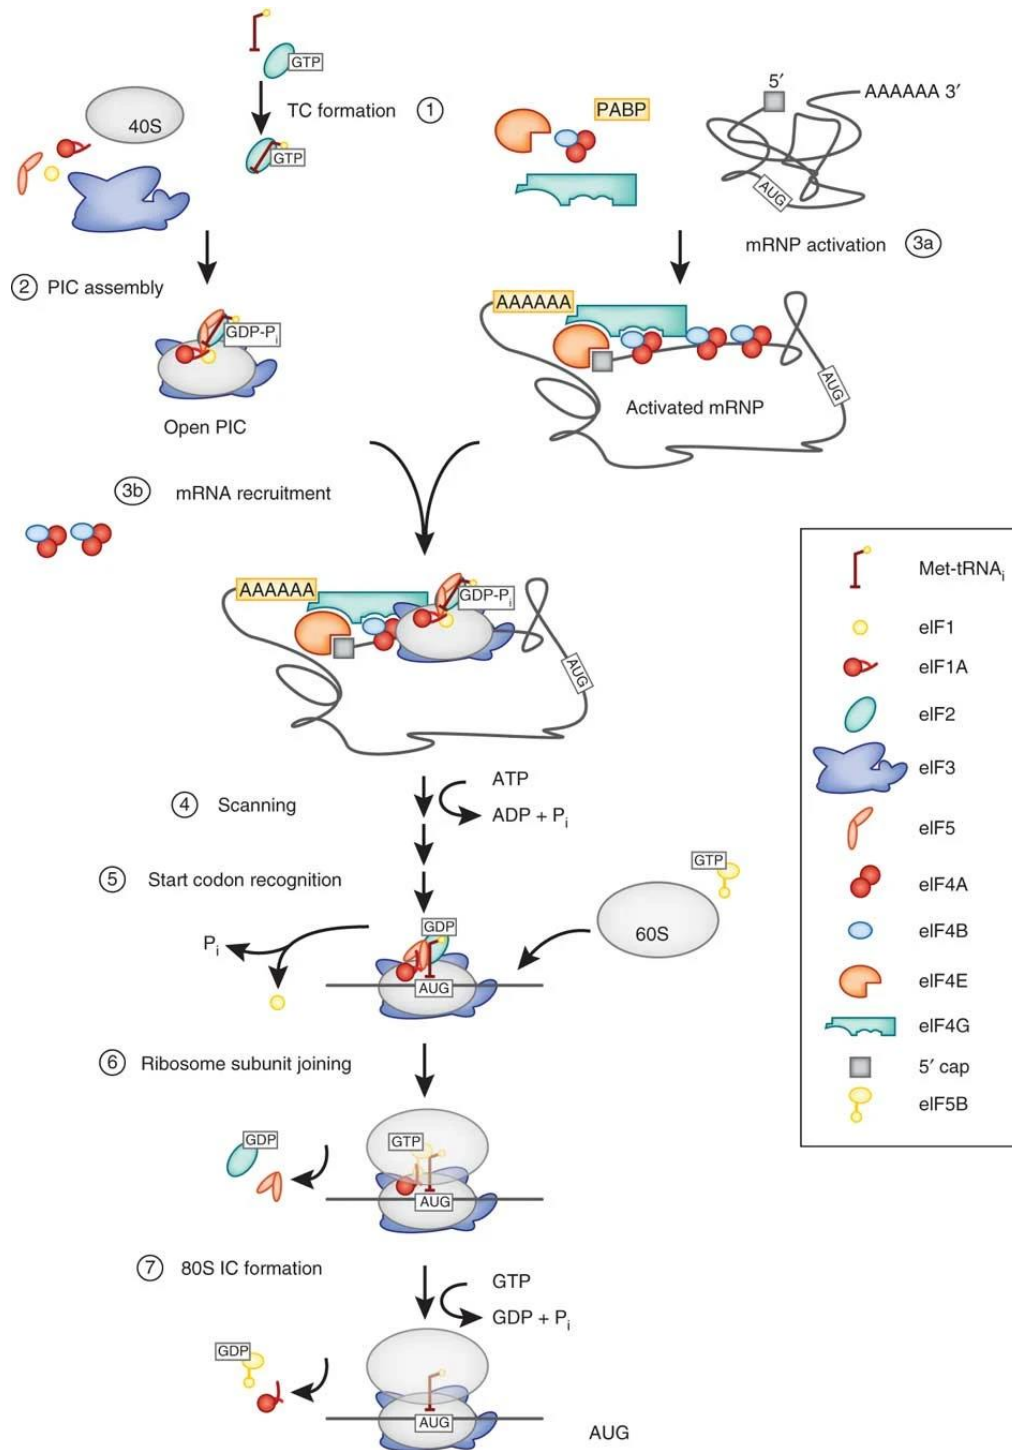 GTP
TC formation 1
40S
GTP
PABP
5′
AAAAAA 3′
AUG
mRNP activation 3a
2 PIC assembly
GDP-Pi
Open PIC
AAAAAA
AUG
Activated mRNP
3b mRNA recruitment
AAAAAA
GDP-Pi
AUG
4 Scanning
ATP
ADP + Pi
5 Start codon recognition
GTP
60S
Pi
GDP
AUG
6 Ribosome subunit joining
GDP
GTP
AUG
7 80S IC formation
GTP
GDP + Pi
GDP
AUG
AUG
Met-tRNAi
eIF1
eIF1A
eIF2
eIF3
eIF5
eIF4A
eIF4B
eIF4E
eIF4G
5′ cap
eIF5B